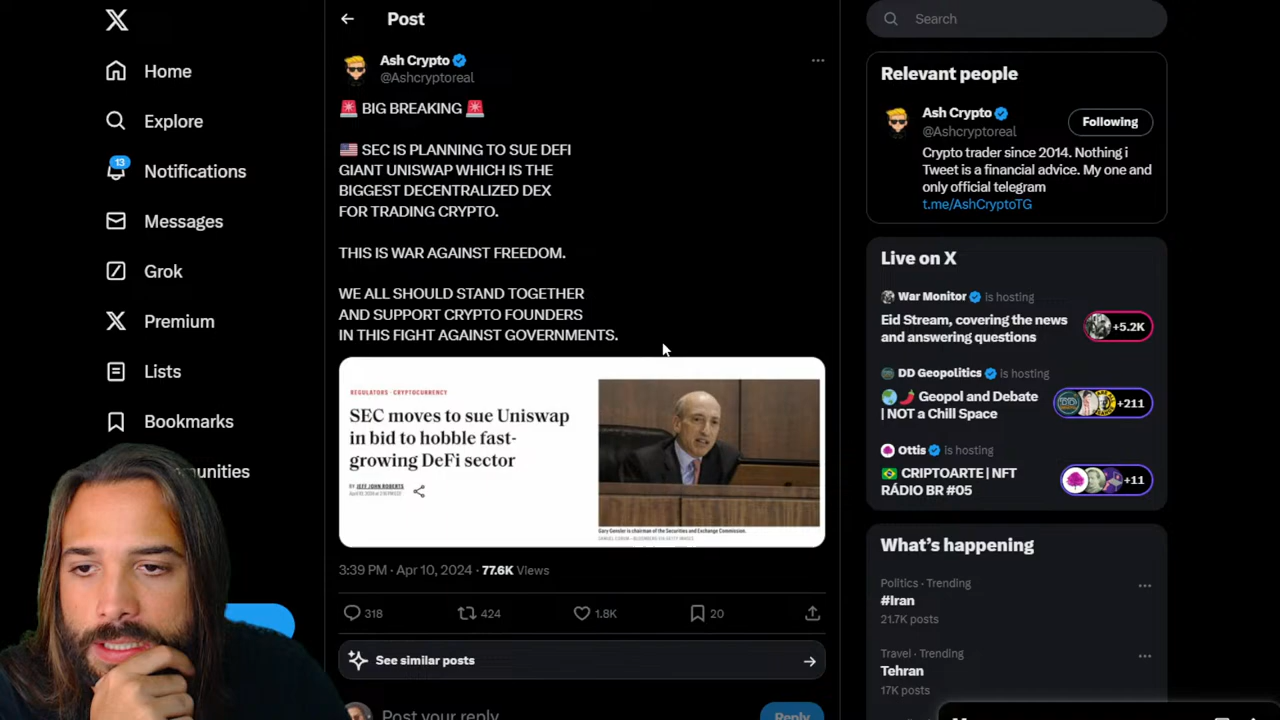 Post
Home
Explore
13
Notifications
Messages
Grok
Premium
Lists
Bookmarks
Ash Crypto
@Ashcryptoreal
🚨 BIG BREAKING 🚨
🇺🇸 SEC IS PLANNING TO SUE DEFI
GIANT UNISWAP WHICH IS THE
BIGGEST DECENTRALIZED DEX
FOR TRADING CRYPTO.
THIS IS WAR AGAINST FREEDOM.
WE ALL SHOULD STAND TOGETHER
AND SUPPORT CRYPTO FOUNDERS
IN THIS FIGHT AGAINST GOVERNMENTS.
REGULATORS · CRYPTOCURRENCY
SEC moves to sue Uniswap
in bid to hobble fast-
growing DeFi sector
BY JEFF JOHN ROBERTS
Gary Gensler is chairman of the Securities and Exchange Commission.
3:39 PM · Apr 10, 2024 · 77.6K Views
318 424 1.8K 20
See similar posts
Post your reply
Reply
Search
Relevant people
Ash Crypto
@Ashcryptoreal
Following
Crypto trader since 2014. Nothing i
Tweet is a financial advice. My one and
only official telegram
t.me/AshCryptoTG
Live on X
War Monitor is hosting
Eid Stream, covering the news
and answering questions
+5.2K
DD Geopolitics is hosting
Geopol and Debate
| NOT a Chill Space
+211
Ottis is hosting
🇧🇷 CRIPTOARTE | NFT
RÁDIO BR #05
+11
What's happening
Politics · Trending
#Iran
21.7K posts
Travel · Trending
Tehran
17K posts